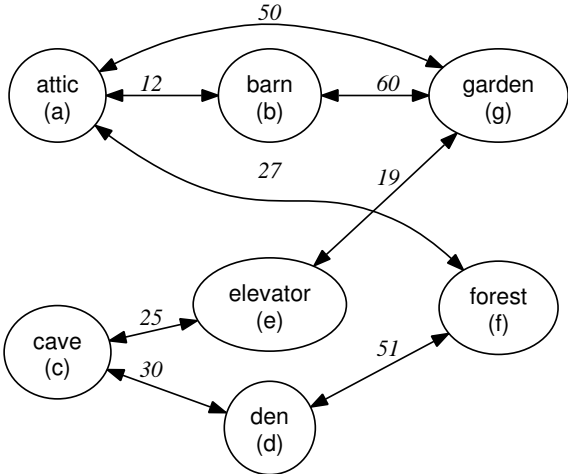 50
attic
(a)
12
barn
(b)
60
garden
(g)
27
19
elevator
(e)
forest
(f)
cave
(c)
25
30
51
den
(d)